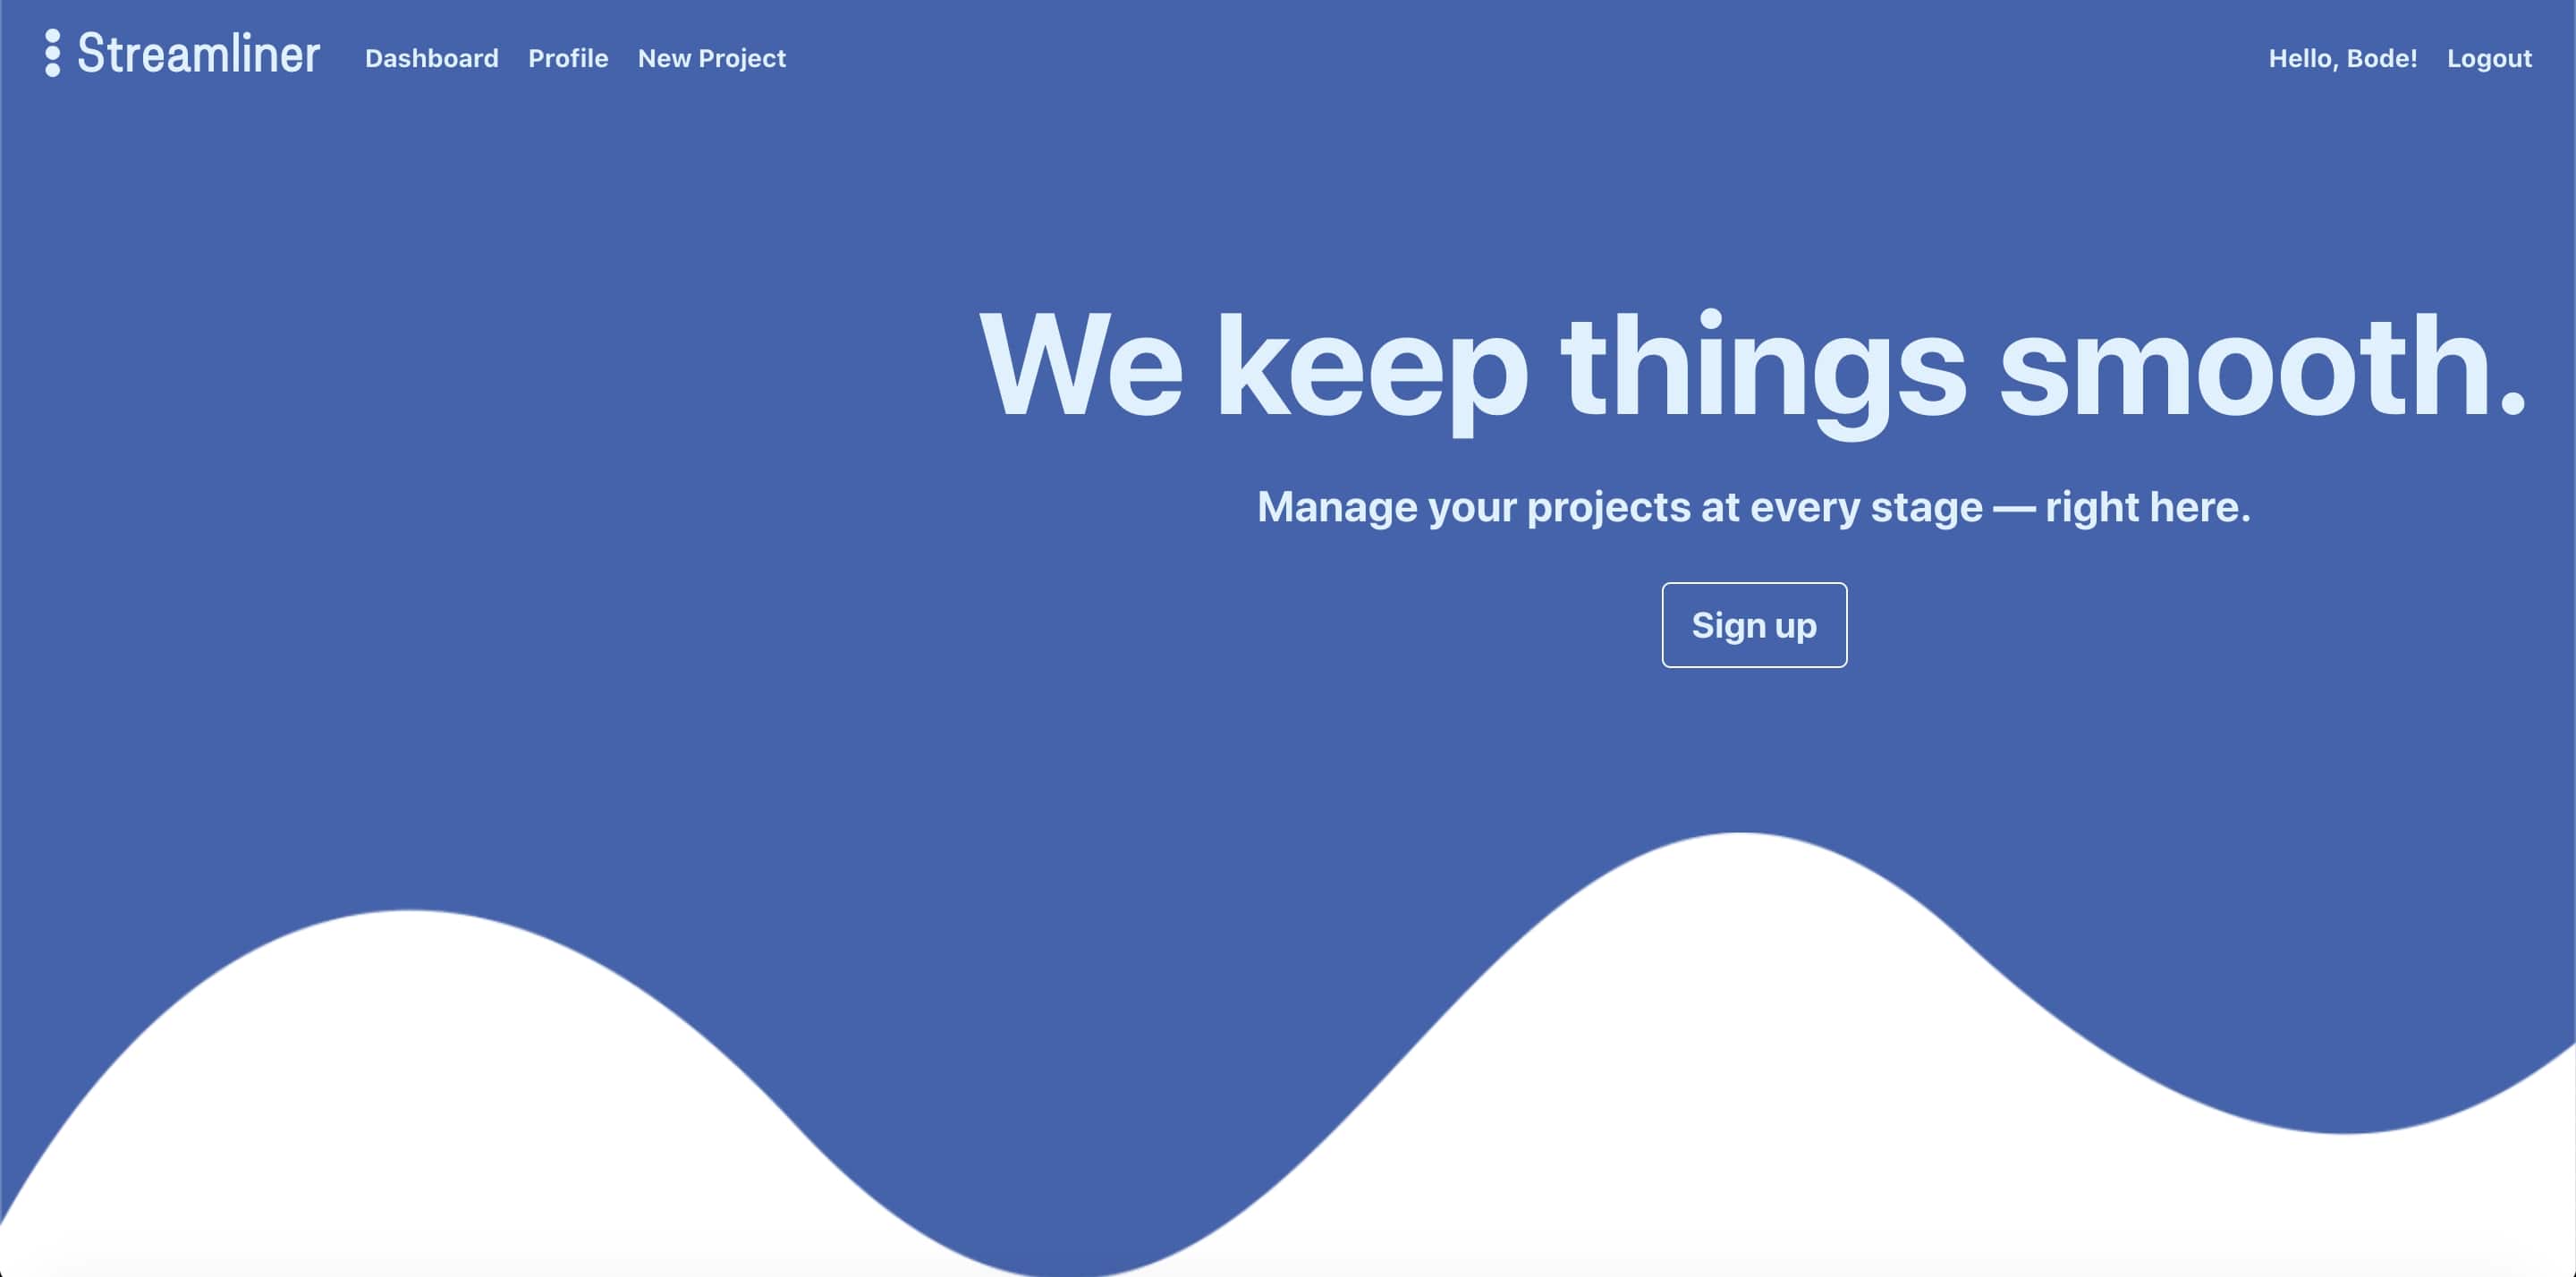 Streamliner Dashboard Profile New Project Hello, Bode! Logout
We keep things smooth.
Manage your projects at every stage — right here.
Sign up